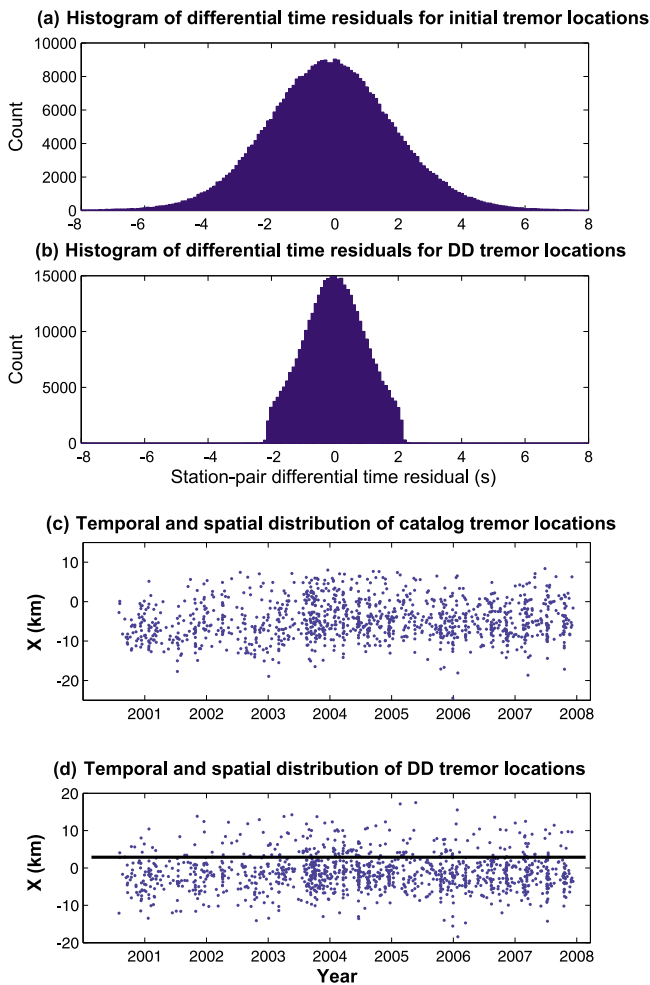 (a) Histogram of differential time residuals for initial tremor locations
10000
8000
6000
4000
2000
0
Count
-8 -6 -4 -2 0 2 4 6 8
(b) Histogram of differential time residuals for DD tremor locations
15000
10000
5000
0
Count
-8 -6 -4 -2 0 2 4 6 8
Station-pair differential time residual (s)
(c) Temporal and spatial distribution of catalog tremor locations
10
0
-10
-20
X (km)
2001 2002 2003 2004 2005 2006 2007 2008
(d) Temporal and spatial distribution of DD tremor locations
20
10
0
-10
-20
X (km)
2001 2002 2003 2004 2005 2006 2007 2008
Year